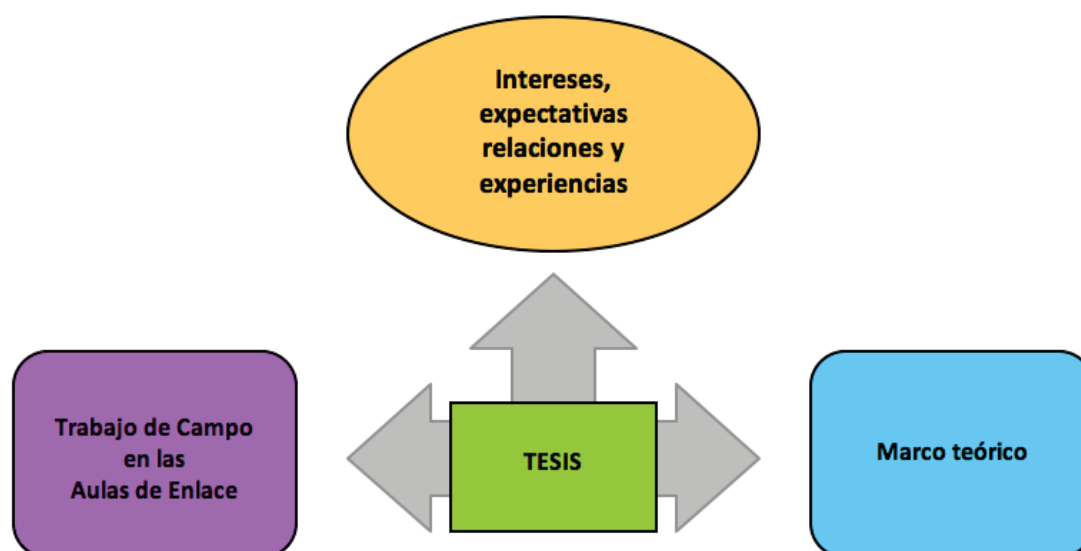 Intereses,
expectativas
relaciones y
experiencias
Trabajo de Campo
en las
Aulas de Enlace
TESIS
Marco teórico